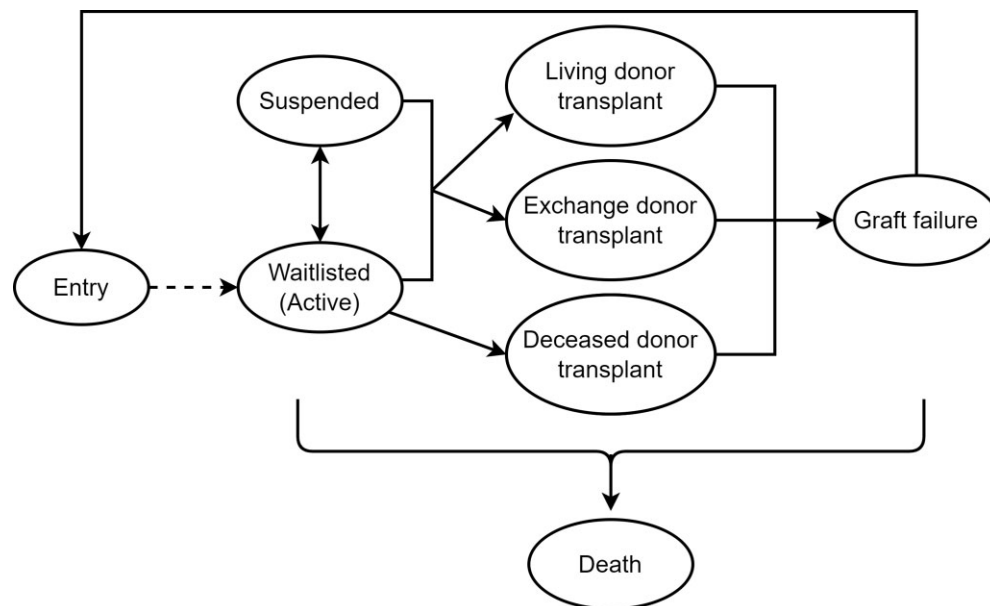 Suspended
Living donor
transplant
Exchange donor
transplant
Graft failure
Entry
Waitlisted
(Active)
Deceased donor
transplant
Death